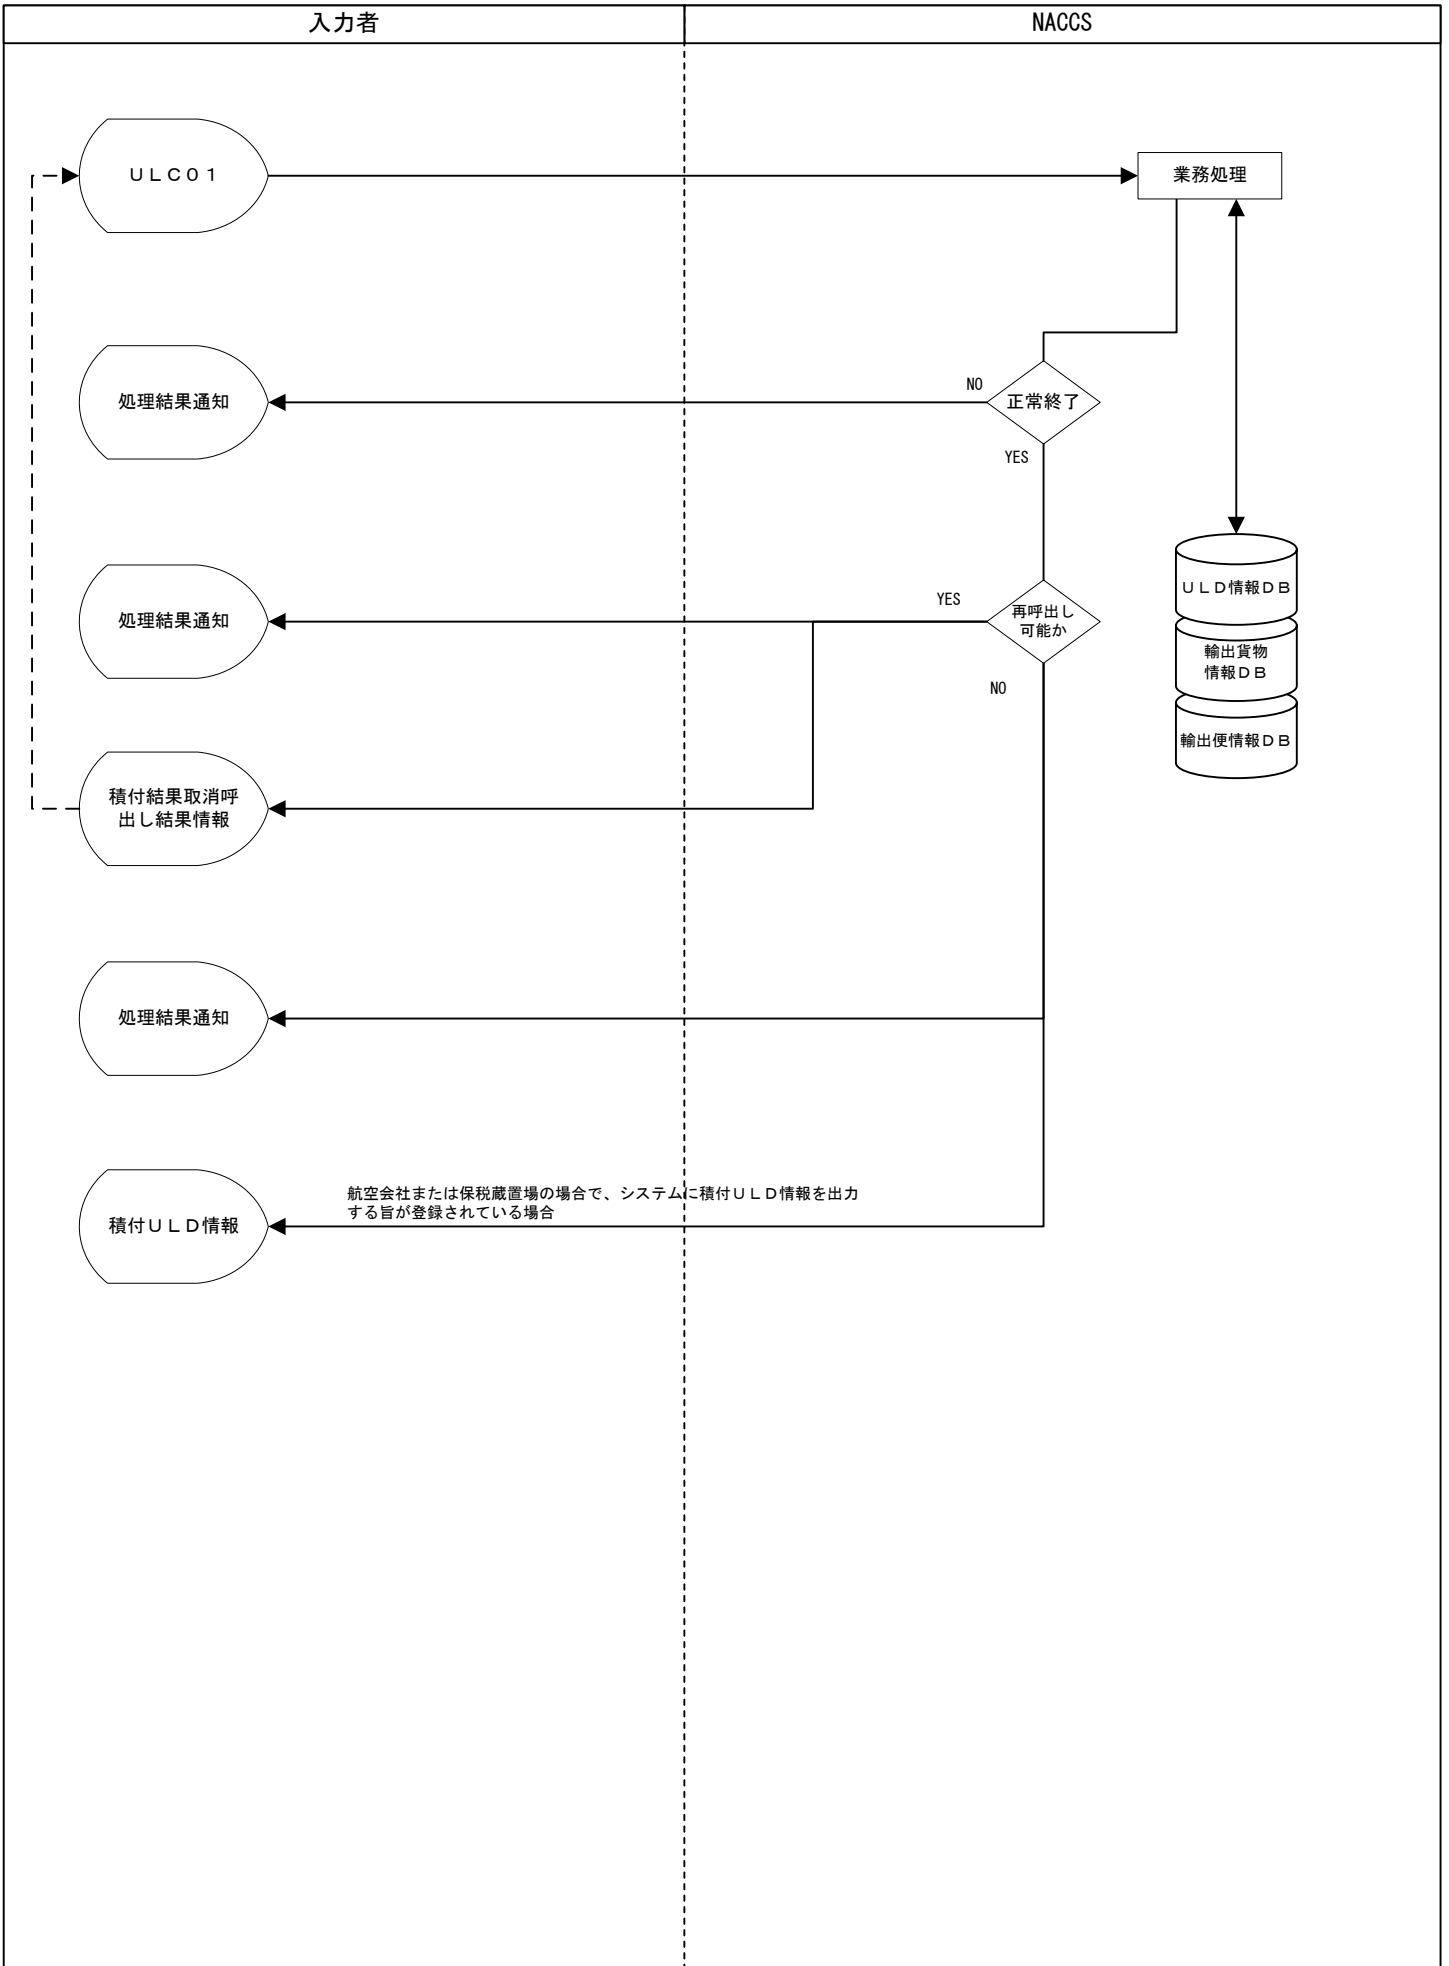 入力者
NACCS
ULC01
業務処理
処理結果通知
NO
正常終了
YES
ULD情報DB
処理結果通知
YES
再呼出し
可能か
NO
輸出貨物
情報DB
輸出便情報DB
積付結果取消呼
出し結果情報
処理結果通知
航空会社または保税蔵置場の場合で、システムに積付ULD情報を出力
する旨が登録されている場合
積付ULD情報